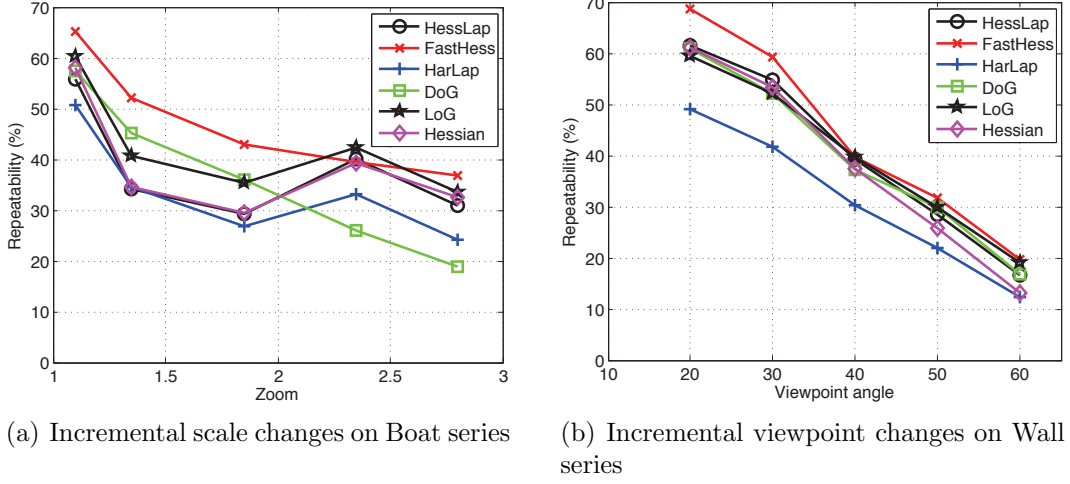 70
60
50
40
30
20
10
0
Repeatability (%)
1
1.5
2
2.5
3
Zoom
HessLap
FastHess
HarLap
DoG
LoG
Hessian
(a) Incremental scale changes on Boat series
70
60
50
40
30
20
10
0
Repeatability (%)
10
20
30
40
50
60
Viewpoint angle
HessLap
FastHess
HarLap
DoG
LoG
Hessian
(b) Incremental viewpoint changes on Wall
series